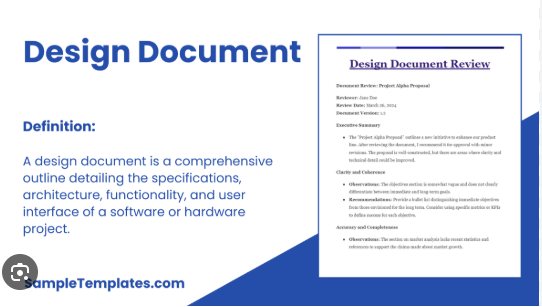 Design Document
Definition:
A design document is a comprehensive
outline detailing the specifications,
architecture, functionality, and user
interface of a software or hardware
project.
SampleTemplates.com
Design Document Review
Document Review: Project Alpha Proposal
Reviewer: Jane Doe
Review Date: March 26, 2024
Document Version: 1.2
Executive Summary
The "Project Alpha Proposal" outlines a new initiative to enhance our product
line. After reviewing the document, I recommend it for approval with minor
revisions. The proposal is well-constructed, but there are areas where clarity and
technical detail could be improved.
Clarity and Coherence
Observations: The objectives section is somewhat vague and does not clearly
differentiate between immediate and long-term goals.
Recommendations: Provide a bullet list distinguishing immediate objectives
from those envisioned for the long term. Consider using specific metrics or KPIs
to define success for each objective.
Accuracy and Completeness
Observations: The section on market analysis lacks recent statistics and
references to support the claims made about market growth.